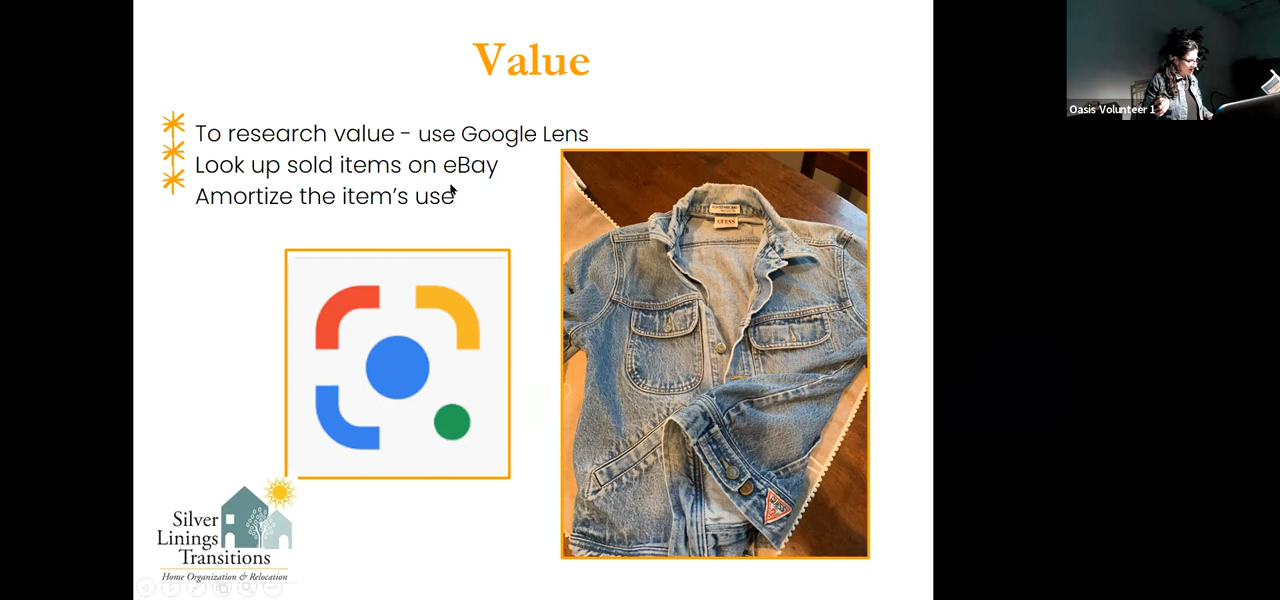 Value
To research value - use Google Lens
Look up sold items on eBay
Amortize the item's use
GUESS
Silver
Linings
Transitions
Home Organization & Relocation
Oasis Volunteer 1